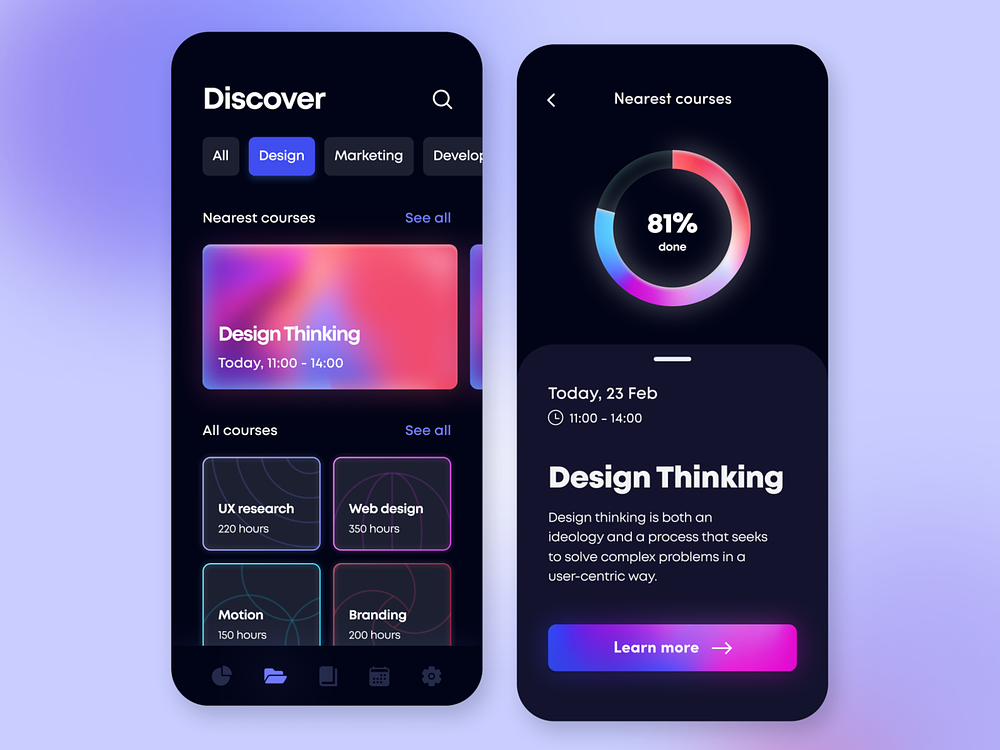 Discover
All
Design
Marketing
Develop
Nearest courses
See all
Design Thinking
Today, 11:00 - 14:00
All courses
See all
UX research
220 hours
Web design
350 hours
Motion
150 hours
Branding
200 hours
Nearest courses
81%
done
Today, 23 Feb
11:00 - 14:00
Design Thinking
Design thinking is both an
ideology and a process that seeks
to solve complex problems in a
user-centric way.
Learn more